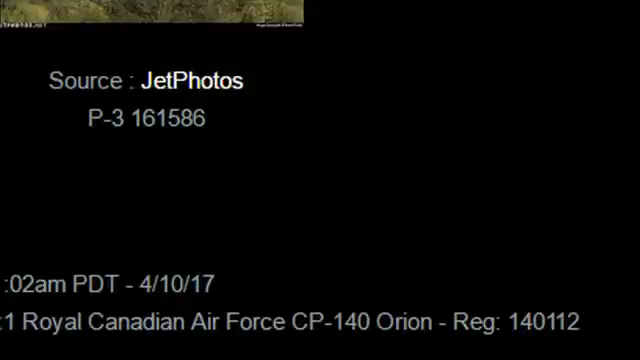 Source : JetPhotos
P-3 161586
:02am PDT - 4/10/17
:1 Royal Canadian Air Force CP-140 Orion - Reg: 140112